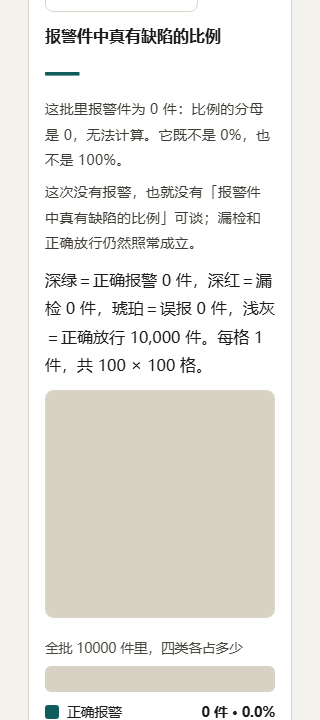 报警件中真有缺陷的比例
这批里报警件为 0 件：比例的分母
是 0，无法计算。它既不是 0%，也
不是 100%。
这次没有报警，也就没有「报警件
中真有缺陷的比例」可谈；漏检和
正确放行仍然照常成立。
深绿＝正确报警 0 件，深红＝漏
检 0 件，琥珀＝误报 0 件，浅灰
＝正确放行 10,000 件。每格 1
件，共 100 × 100 格。
全批 10000 件里，四类各占多少
正确报警 0 件 • 0.0%